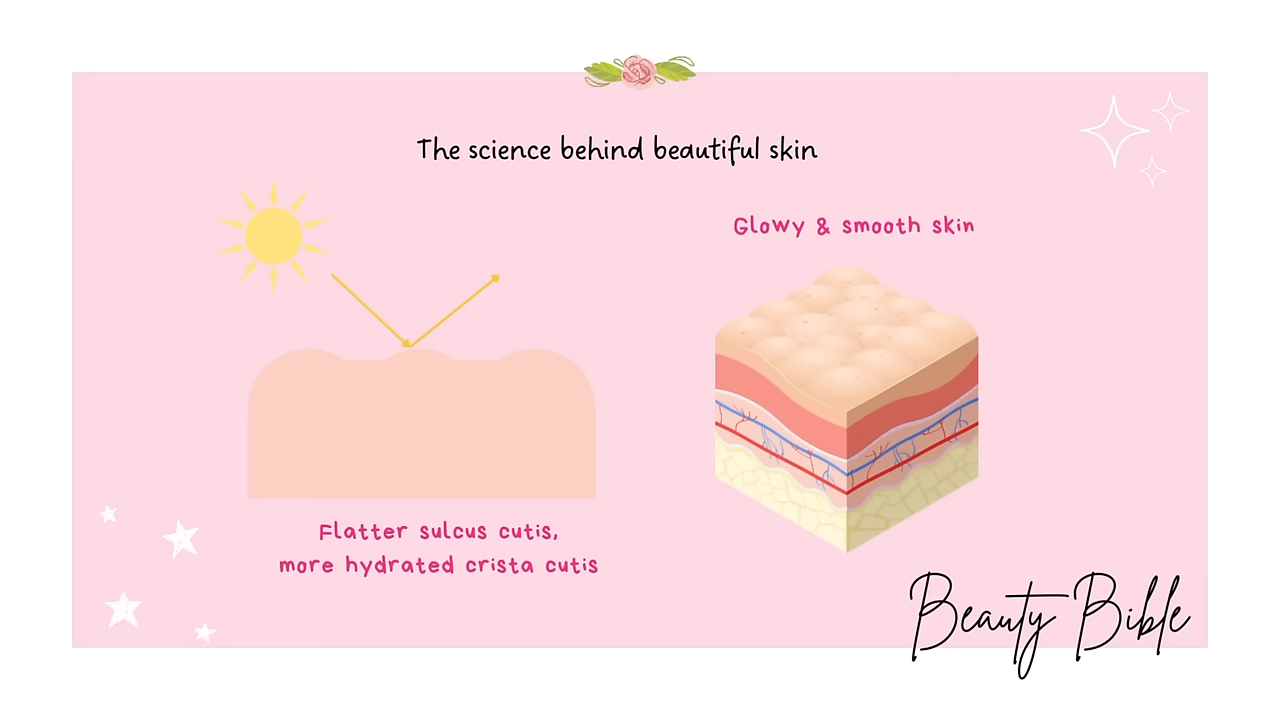 The science behind beautiful skin
Glowy & smooth skin
Flatter sulcus cutis,
more hydrated crista cutis
Beauty Bible